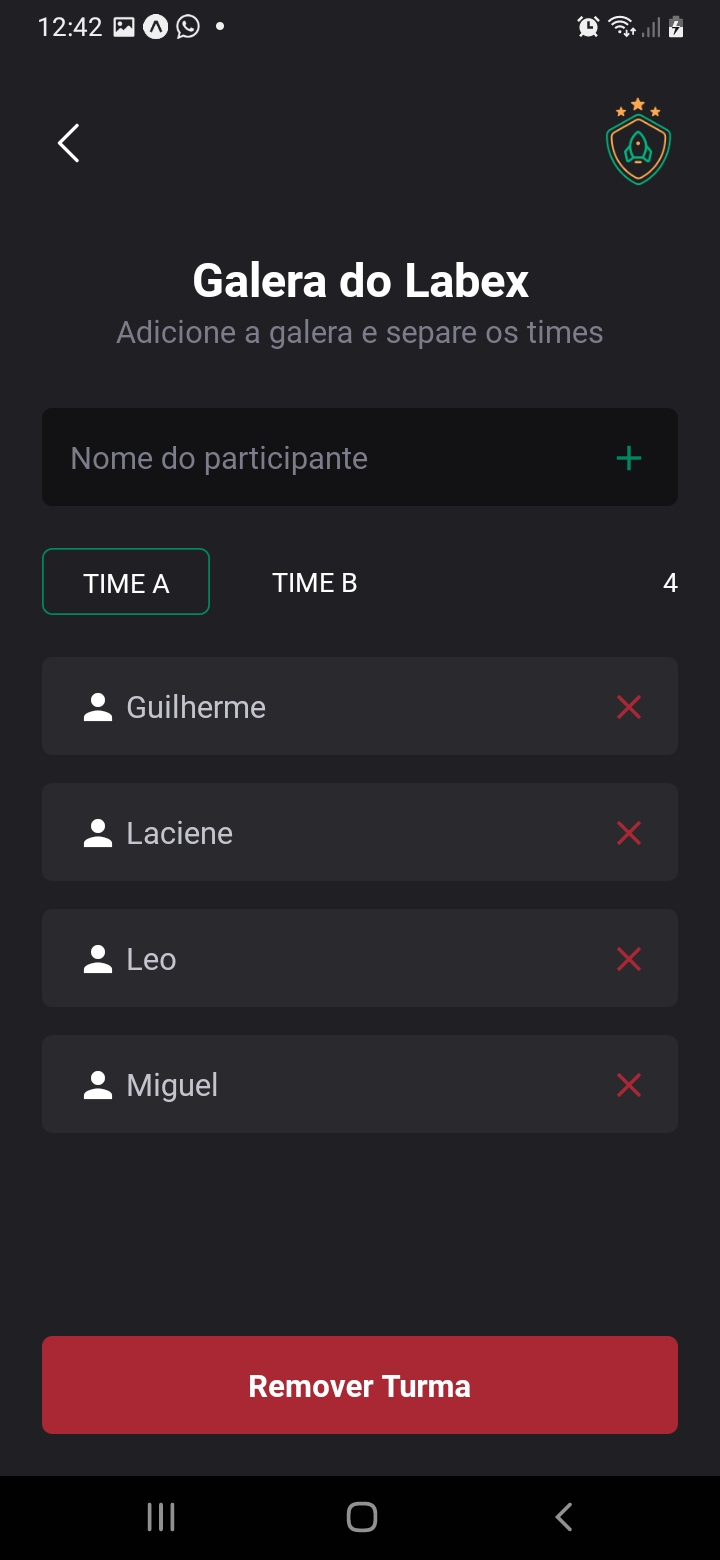 12:42
Galera do Labex
Adicione a galera e separe os times
Nome do participante
TIME A TIME B 4
Guilherme
Laciene
Leo
Miguel
Remover Turma